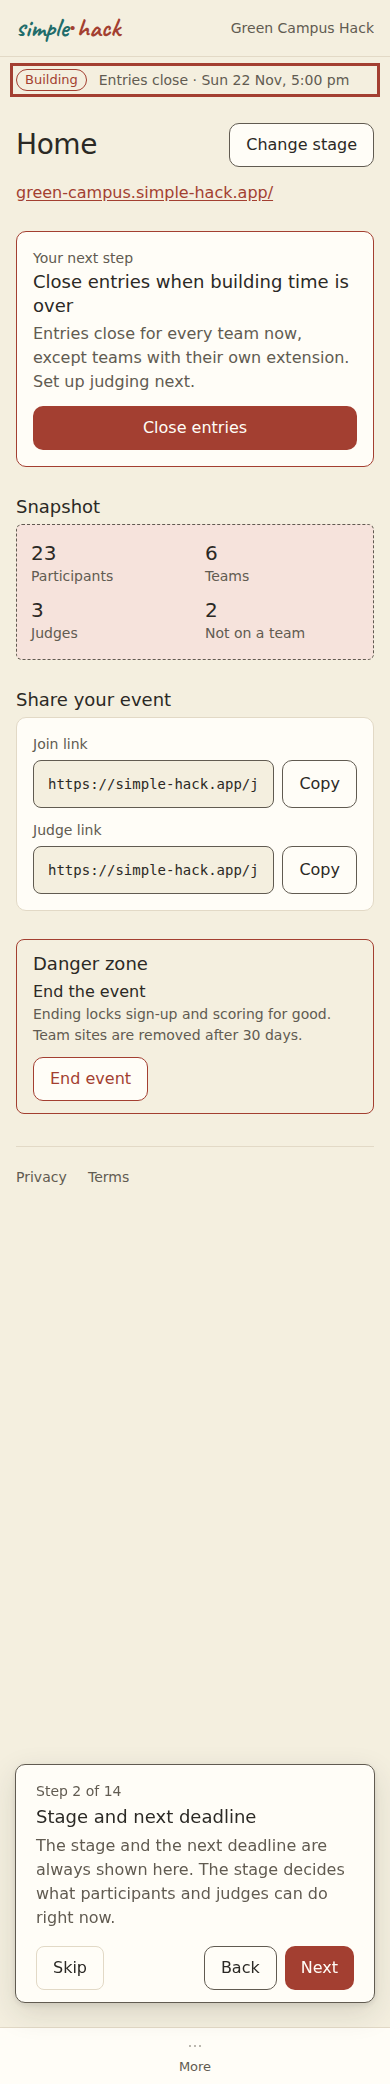 simple·hack
Green Campus Hack
Building
Entries close · Sun 22 Nov, 5:00 pm
Home
Change stage
green-campus.simple-hack.app/
Your next step
Close entries when building time is
over
Entries close for every team now,
except teams with their own extension.
Set up judging next.
Close entries
Snapshot
23
Participants
6
Teams
3
Judges
2
Not on a team
Share your event
Join link
https://simple-hack.app/j
Copy
Judge link
https://simple-hack.app/j
Copy
Danger zone
End the event
Ending locks sign-up and scoring for good.
Team sites are removed after 30 days.
End event
Privacy
Terms
Step 2 of 14
Stage and next deadline
The stage and the next deadline are
always shown here. The stage decides
what participants and judges can do
right now.
Skip
Back
Next
...
More